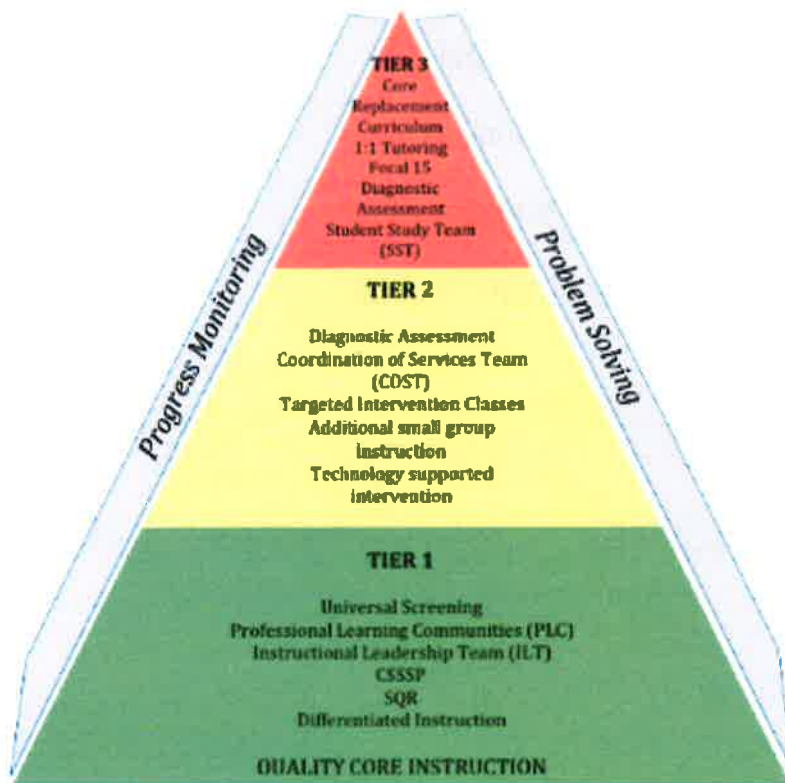 TIER 3
Core
Replacement
Curriculum
1:1 Tutoring
Focal 15
Diagnostic
Assessment
Student Study Team
(SST)
Progress Monitoring
Problem Solving
TIER 2
Diagnostic Assessment
Coordination of Services Team
(COST)
Targeted Intervention Classes
Additional small group
instruction
Technology supported
intervention
TIER 1
Universal Screening
Professional Learning Communities (PLC)
Instructional Leadership Team (ILT)
CSSSP
SQR
Differentiated Instruction
QUALITY CORE INSTRUCTION